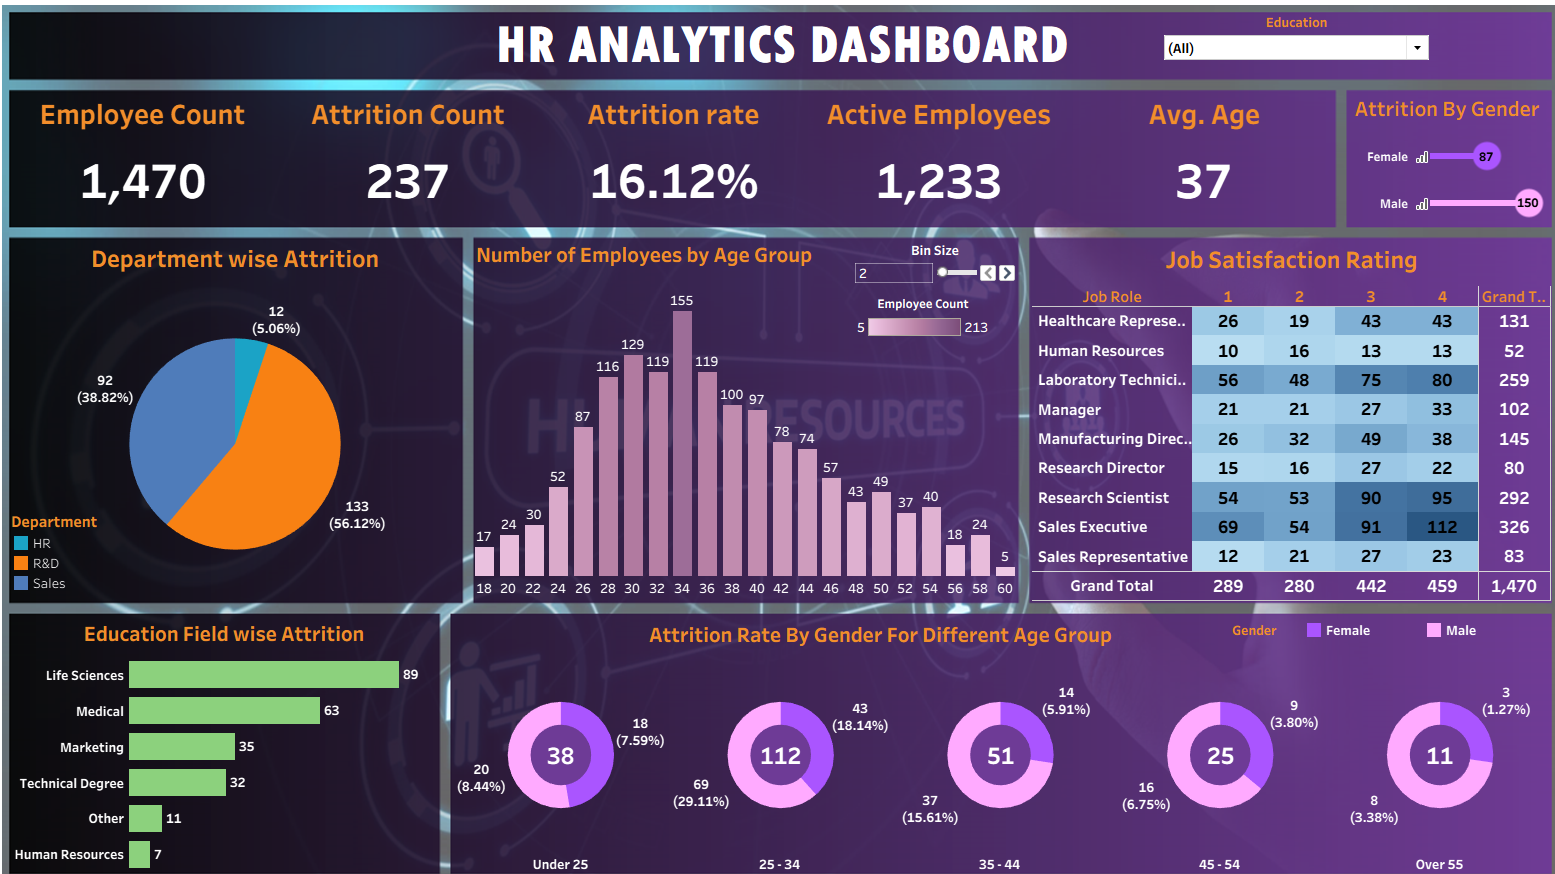 HR ANALYTICS DASHBOARD
Education
(All)
Employee Count
Attrition Count
Attrition rate
Active Employees
Avg. Age
1,470
237
16.12%
1,233
37
Attrition By Gender
Female 87
Male 150
Department wise Attrition
12
(5.06%)
92
(38.82%)
133
(56.12%)
Department
HR
R&D
Sales
Number of Employees by Age Group
Bin Size
2
Employee Count
5 213
HUMAN RESOURCES
17 24 30 52 87 116 129 119 155 119 100 97 78 74 57 43 49 37 40 18 24 5
18 20 22 24 26 28 30 32 34 36 38 40 42 44 46 48 50 52 54 56 58 60
Job Satisfaction Rating
Job Role 1 2 3 4 Grand T..
Healthcare Represe.. 26 19 43 43 131
Human Resources 10 16 13 13 52
Laboratory Technici.. 56 48 75 80 259
Manager 21 21 27 33 102
Manufacturing Direc.. 26 32 49 38 145
Research Director 15 16 27 22 80
Research Scientist 54 53 90 95 292
Sales Executive 69 54 91 112 326
Sales Representative 12 21 27 23 83
Grand Total 289 280 442 459 1,470
Education Field wise Attrition
Life Sciences 89
Medical 63
Marketing 35
Technical Degree 32
Other 11
Human Resources 7
Attrition Rate By Gender For Different Age Group
Gender Female Male
38
18
(7.59%)
20
(8.44%)
Under 25
112
43
(18.14%)
69
(29.11%)
25 - 34
51
14
(5.91%)
37
(15.61%)
35 - 44
25
9
(3.80%)
16
(6.75%)
45 - 54
11
3
(1.27%)
8
(3.38%)
Over 55